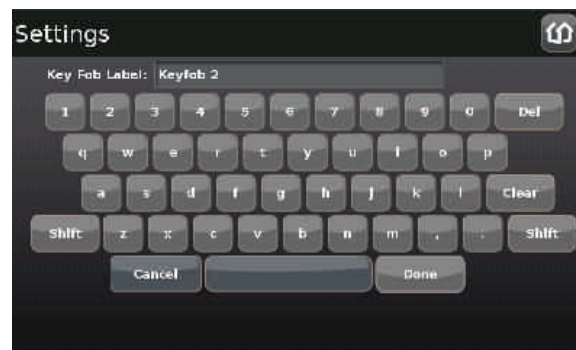 Settings
Key Fob Label: Keyfob 2
1 2 3 4 5 6 7 8 9 0 Del
q w e r t y u i o p
a s d f g h j k l Clear
Shift z x c v b n m , . Shift
Cancel Done